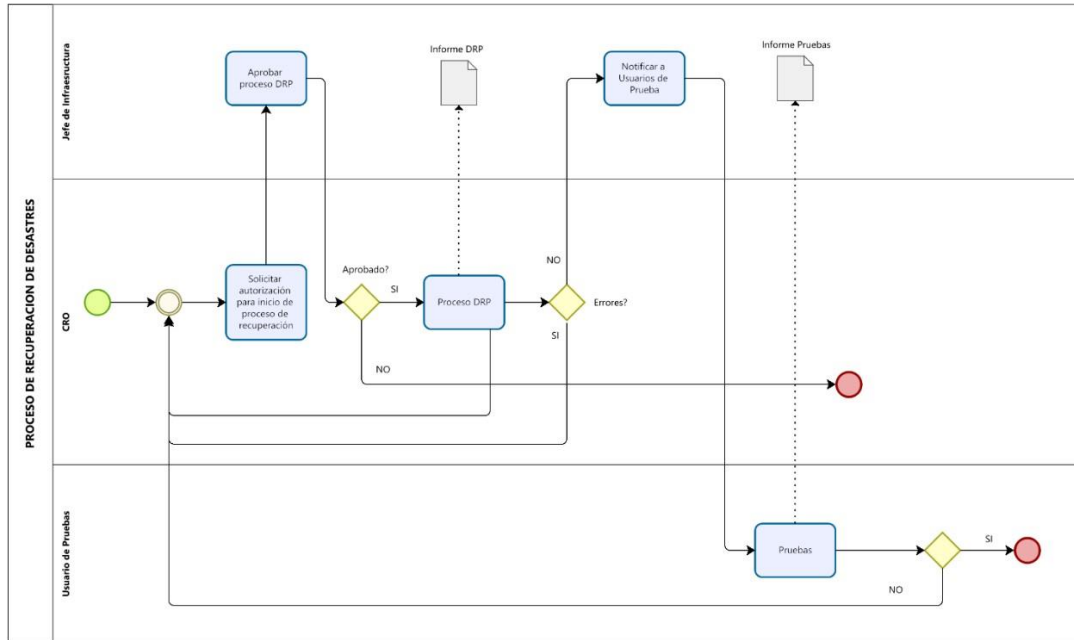 PROCESO DE RECUPERACION DE DESASTRES
Jefe de Infraesructura
Aprobar
proceso DRP
Informe DRP
Notificar a
Usuarios de
Prueba
Informe Pruebas
CRO
Solicitar
autorización
para inicio de
proceso de
recuperación
Aprobado?
SI
NO
Proceso DRP
NO
Errores?
SI
Usuario de Pruebas
Pruebas
SI
NO